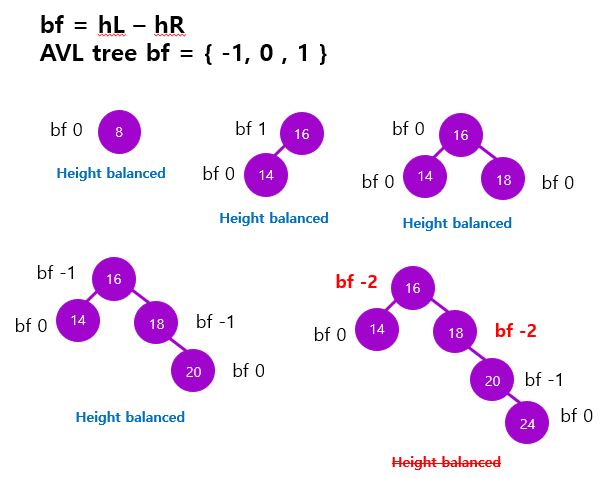 bf = hL – hR
AVL tree bf = { -1, 0 , 1 }
bf 0
8
Height balanced
bf 1
16
bf 0
14
Height balanced
bf 0
16
bf 0
14
18
bf 0
Height balanced
bf -1
16
bf 0
14
18
bf -1
20
bf 0
Height balanced
bf -2
16
bf 0
14
18
bf -2
20
bf -1
24
bf 0
Height balanced